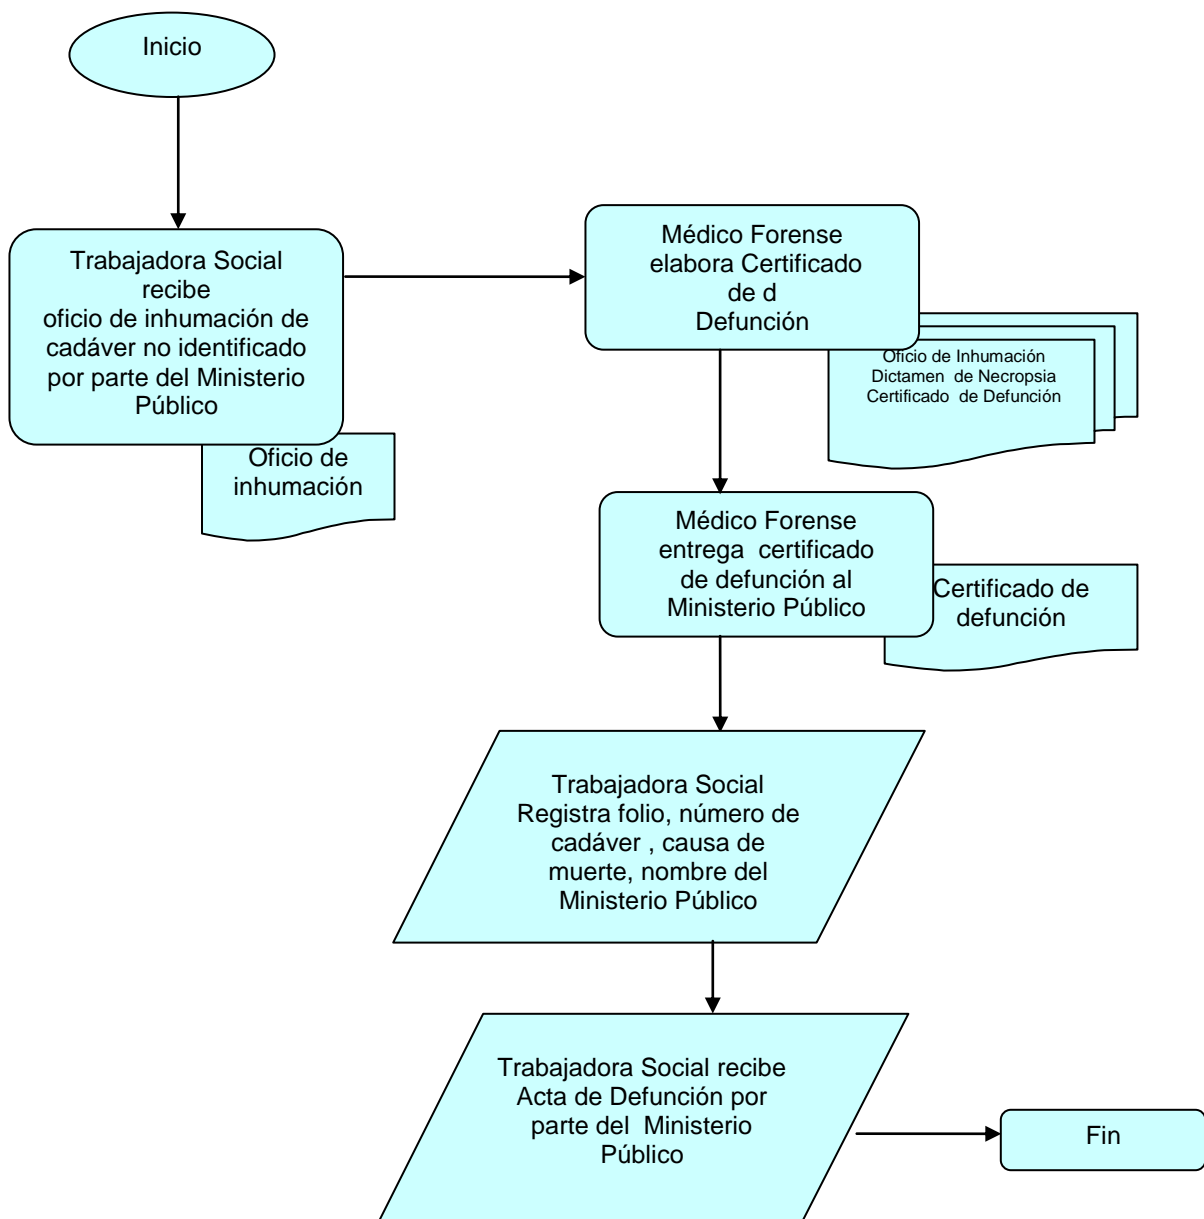 Inicio
Trabajadora Social
recibe
oficio de inhumación de
cadáver no identificado
por parte del Ministerio
Público
Oficio de
inhumación
Médico Forense
elabora Certificado
de d
Defunción
Oficio de Inhumación
Dictamen de Necropsia
Certificado de Defunción
Médico Forense
entrega certificado
de defunción al
Ministerio Público
Certificado de
defunción
Trabajadora Social
Registra folio, número de
cadáver , causa de
muerte, nombre del
Ministerio Público
Trabajadora Social recibe
Acta de Defunción por
parte del Ministerio
Público
Fin